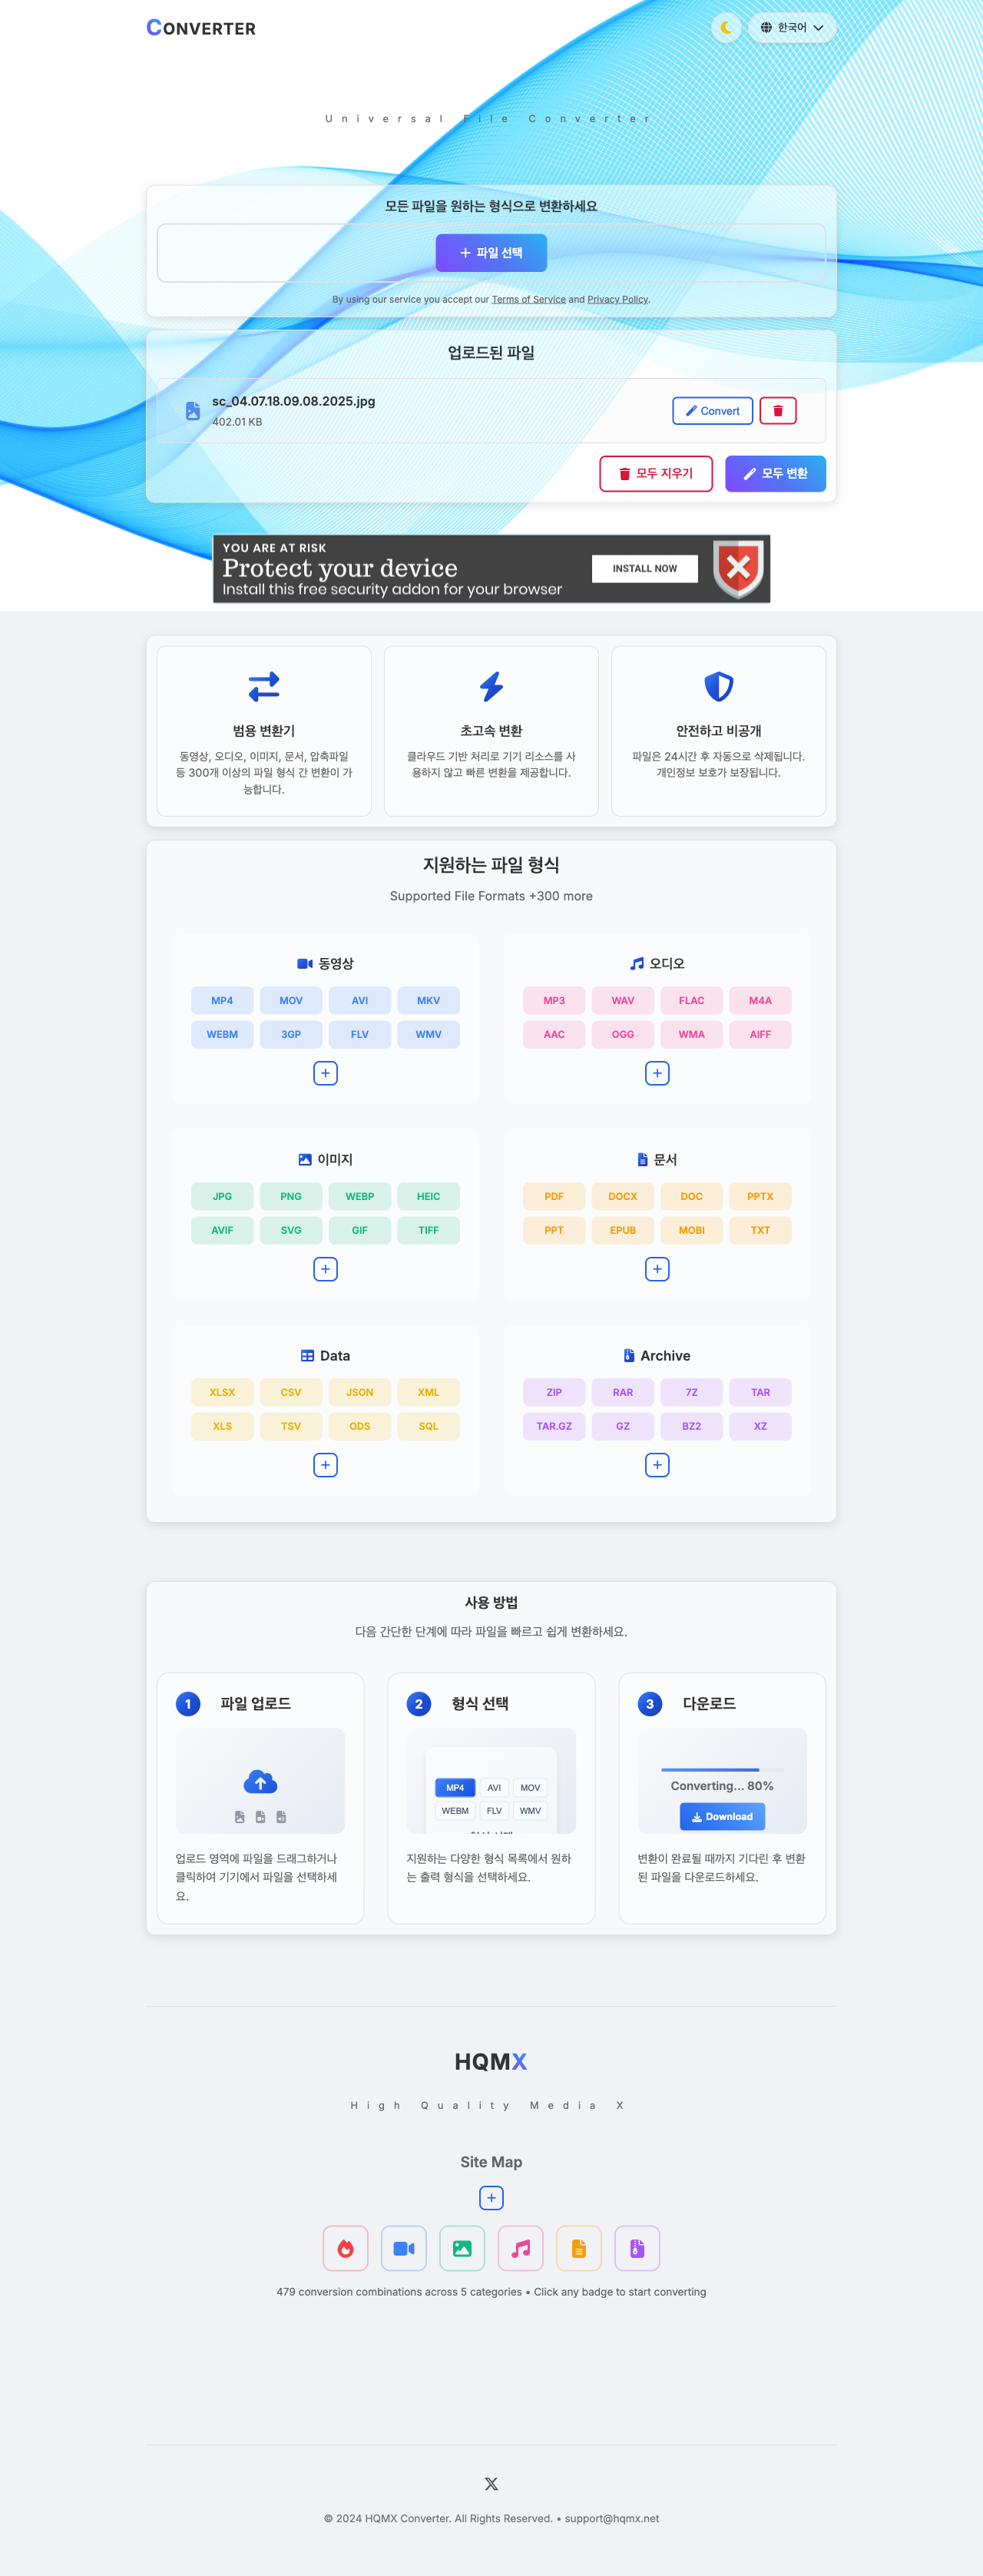 CONVERTER
한국어
Universal File Converter
모든 파일을 원하는 형식으로 변환하세요
파일 선택
By using our service you accept our Terms of Service and Privacy Policy.
업로드된 파일
sc_04.07.18.09.08.2025.jpg
402.01 KB
Convert
모두 지우기
모두 변환
YOU ARE AT RISK
Protect your device
Install this free security addon for your browser
INSTALL NOW
범용 변환기
동영상, 오디오, 이미지, 문서, 압축파일
등 300개 이상의 파일 형식 간 변환이 가
능합니다.
초고속 변환
클라우드 기반 처리로 기기 리소스를 사
용하지 않고 빠른 변환을 제공합니다.
안전하고 비공개
파일은 24시간 후 자동으로 삭제됩니다.
개인정보 보호가 보장됩니다.
지원하는 파일 형식
Supported File Formats +300 more
동영상
MP4 MOV AVI MKV
WEBM 3GP FLV WMV
오디오
MP3 WAV FLAC M4A
AAC OGG WMA AIFF
이미지
JPG PNG WEBP HEIC
AVIF SVG GIF TIFF
문서
PDF DOCX DOC PPTX
PPT EPUB MOBI TXT
Data
XLSX CSV JSON XML
XLS TSV ODS SQL
Archive
ZIP RAR 7Z TAR
TAR.GZ GZ BZ2 XZ
사용 방법
다음 간단한 단계에 따라 파일을 빠르고 쉽게 변환하세요.
1 파일 업로드
업로드 영역에 파일을 드래그하거나
클릭하여 기기에서 파일을 선택하세
요.
2 형식 선택
MP4 AVI MOV
WEBM FLV WMV
지원하는 다양한 형식 목록에서 원하
는 출력 형식을 선택하세요.
3 다운로드
Converting... 80%
Download
변환이 완료될 때까지 기다린 후 변환
된 파일을 다운로드하세요.
HQMX
High Quality Media X
Site Map
479 conversion combinations across 5 categories • Click any badge to start converting
© 2024 HQMX Converter. All Rights Reserved. • support@hqmx.net